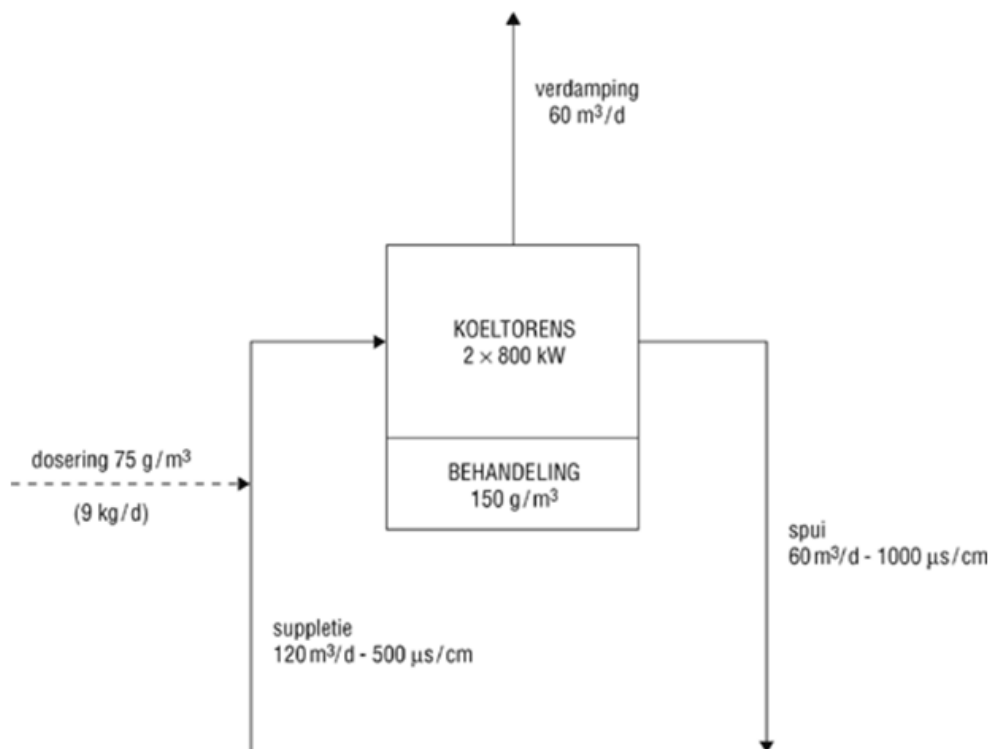 verdamping
60 m³/d
KOELTORENS
2 × 800 kW
dosering 75 g/m³
(9 kg/d)
BEHANDELING
150 g/m³
spui
60 m³/d - 1000 µs/cm
suppletie
120 m³/d - 500 µs/cm